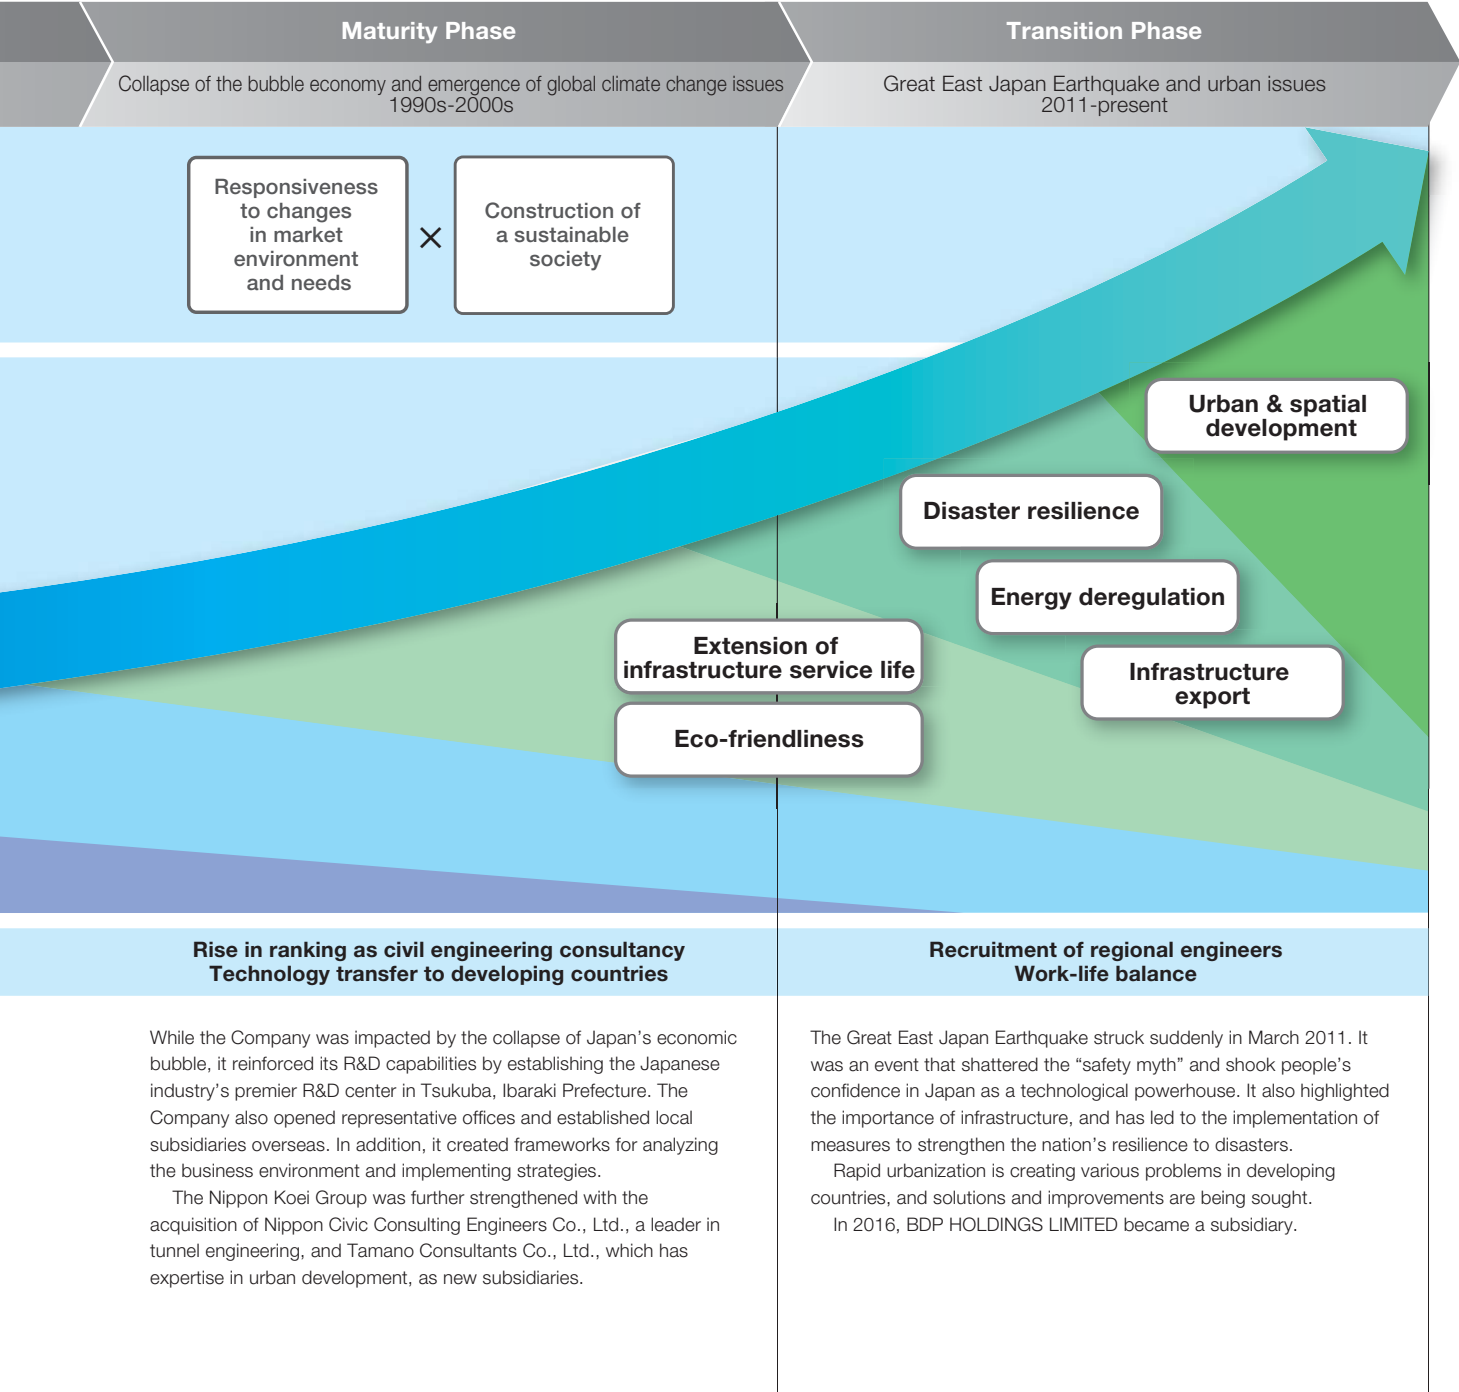 Maturity Phase
Collapse of the bubble economy and emergence of global climate change issues
1990s-2000s
Transition Phase
Great East Japan Earthquake and urban issues
2011-present
Responsiveness
to changes
in market
environment
and needs
×
Construction of
a sustainable
society
Urban & spatial
development
Disaster resilience
Energy deregulation
Infrastructure
export
Extension of
infrastructure service life
Eco-friendliness
Rise in ranking as civil engineering consultancy
Technology transfer to developing countries
Recruitment of regional engineers
Work-life balance
While the Company was impacted by the collapse of Japan’s economic
bubble, it reinforced its R&D capabilities by establishing the Japanese
industry’s premier R&D center in Tsukuba, Ibaraki Prefecture. The
Company also opened representative offices and established local
subsidiaries overseas. In addition, it created frameworks for analyzing
the business environment and implementing strategies.
The Nippon Koei Group was further strengthened with the
acquisition of Nippon Civic Consulting Engineers Co., Ltd., a leader in
tunnel engineering, and Tamano Consultants Co., Ltd., which has
expertise in urban development, as new subsidiaries.
The Great East Japan Earthquake struck suddenly in March 2011. It
was an event that shattered the “safety myth” and shook people’s
confidence in Japan as a technological powerhouse. It also highlighted
the importance of infrastructure, and has led to the implementation of
measures to strengthen the nation’s resilience to disasters.
Rapid urbanization is creating various problems in developing
countries, and solutions and improvements are being sought.
In 2016, BDP HOLDINGS LIMITED became a subsidiary.